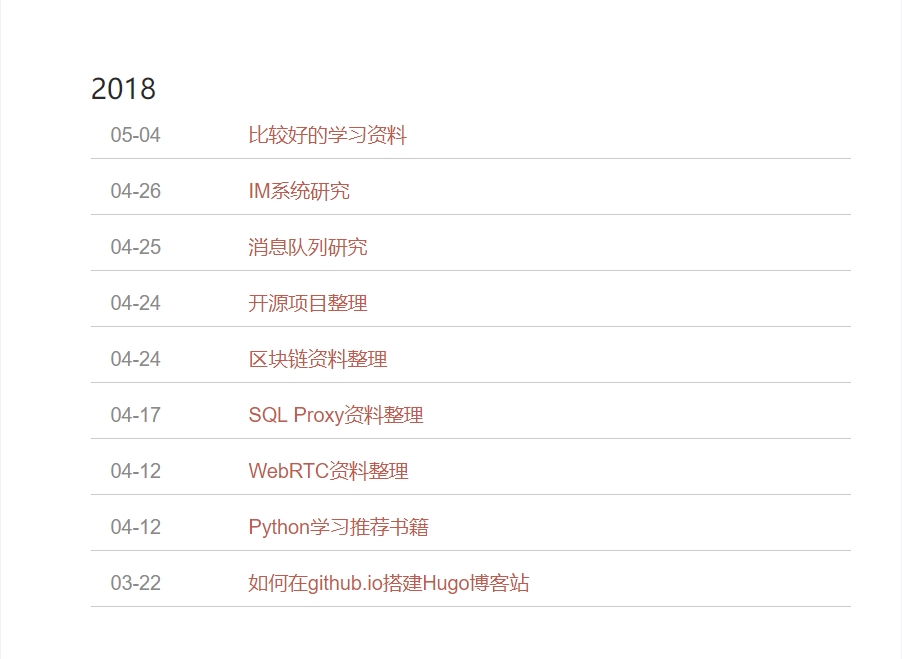 2018
05-04 比较好的学习资料
04-26 IM系统研究
04-25 消息队列研究
04-24 开源项目整理
04-24 区块链资料整理
04-17 SQL Proxy资料整理
04-12 WebRTC资料整理
04-12 Python学习推荐书籍
03-22 如何在github.io搭建Hugo博客站